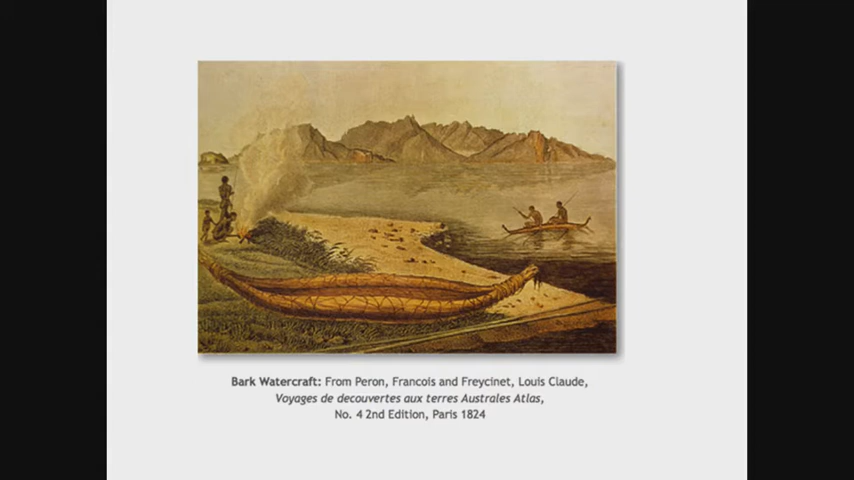 Bark Watercraft: From Peron, Francois and Freycinet, Louis Claude,
Voyages de decouvertes aux terres Australes Atlas,
No. 4 2nd Edition, Paris 1824